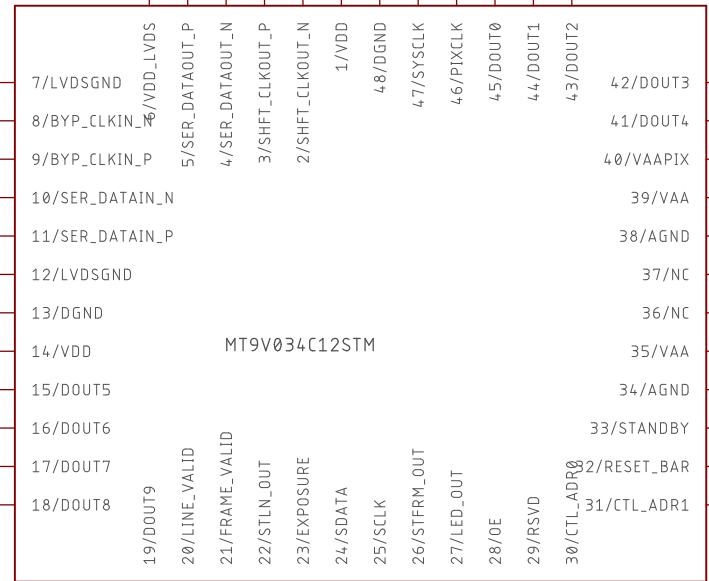 6/VDD_LVDS
5/SER_DATAOUT_P
4/SER_DATAOUT_N
3/SHFT_CLKOUT_P
2/SHFT_CLKOUT_N
1/VDD
48/DGND
47/SYSCLK
46/PIXCLK
45/DOUT0
44/DOUT1
43/DOUT2
7/LVDSGND
8/BYP_CLKIN_N
9/BYP_CLKIN_P
10/SER_DATAIN_N
11/SER_DATAIN_P
12/LVDSGND
13/DGND
14/VDD
15/DOUT5
16/DOUT6
17/DOUT7
18/DOUT8
MT9V034C12STM
42/DOUT3
41/DOUT4
40/VAAPIX
39/VAA
38/AGND
37/NC
36/NC
35/VAA
34/AGND
33/STANDBY
32/RESET_BAR
31/CTL_ADR1
19/DOUT9
20/LINE_VALID
21/FRAME_VALID
22/STLN_OUT
23/EXPOSURE
24/SDATA
25/SCLK
26/STFRM_OUT
27/LED_OUT
28/OE
29/RSVD
30/CTL_ADR0